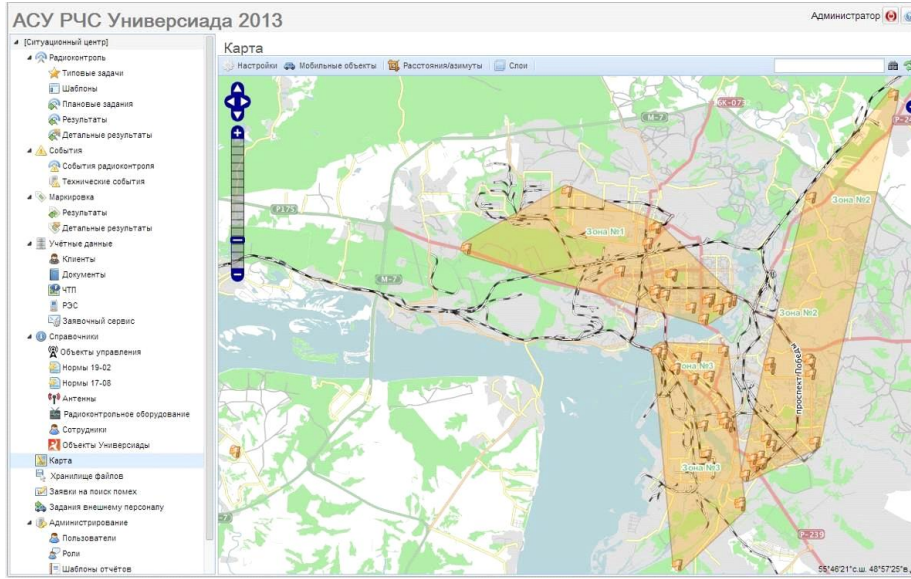 АСУ РЧС Универсиада 2013
Администратор
[Ситуационный центр]
Радиоконтроль
Типовые задачи
Шаблоны
Плановые задания
Результаты
Детальные результаты
События
События радиоконтроля
Технические события
Маркировка
Результаты
Детальные результаты
Учётные данные
Клиенты
Документы
ЧТП
РЭС
Заявочный сервис
Справочники
Объекты управления
Нормы 19-02
Нормы 17-08
Антенны
Радиоконтрольное оборудование
Сотрудники
Объекты Универсиады
Карта
Хранилище файлов
Заявки на поиск помех
Задания внешнему персоналу
Администрирование
Пользователи
Роли
Шаблоны отчётов
Карта
Настройки Мобильные объекты Расстояния/азимуты Слои
М-7
Р175
Зона №2
Зона №1
М-7
Зона №2
проспект Победы
Зона №3
Зона №3
Р-239
55°46'21"с.ш. 48°57'25"в.